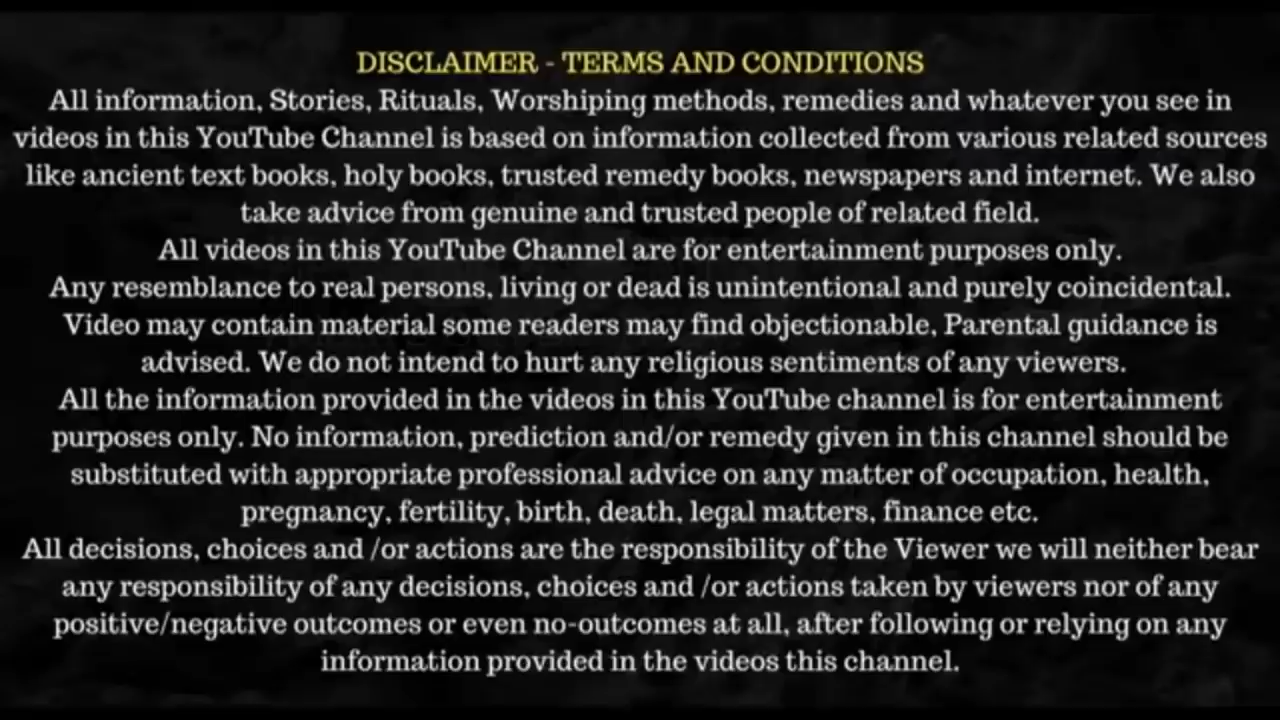 DISCLAIMER - TERMS AND CONDITIONS
All information, Stories, Rituals, Worshiping methods, remedies and whatever you see in
videos in this YouTube Channel is based on information collected from various related sources
like ancient text books, holy books, trusted remedy books, newspapers and internet. We also
take advice from genuine and trusted people of related field.
All videos in this YouTube Channel are for entertainment purposes only.
Any resemblance to real persons, living or dead is unintentional and purely coincidental.
Video may contain material some readers may find objectionable, Parental guidance is
advised. We do not intend to hurt any religious sentiments of any viewers.
All the information provided in the videos in this YouTube channel is for entertainment
purposes only. No information, prediction and/or remedy given in this channel should be
substituted with appropriate professional advice on any matter of occupation, health,
pregnancy, fertility, birth, death, legal matters, finance etc.
All decisions, choices and /or actions are the responsibility of the Viewer we will neither bear
any responsibility of any decisions, choices and /or actions taken by viewers nor of any
positive/negative outcomes or even no-outcomes at all, after following or relying on any
information provided in the videos this channel.